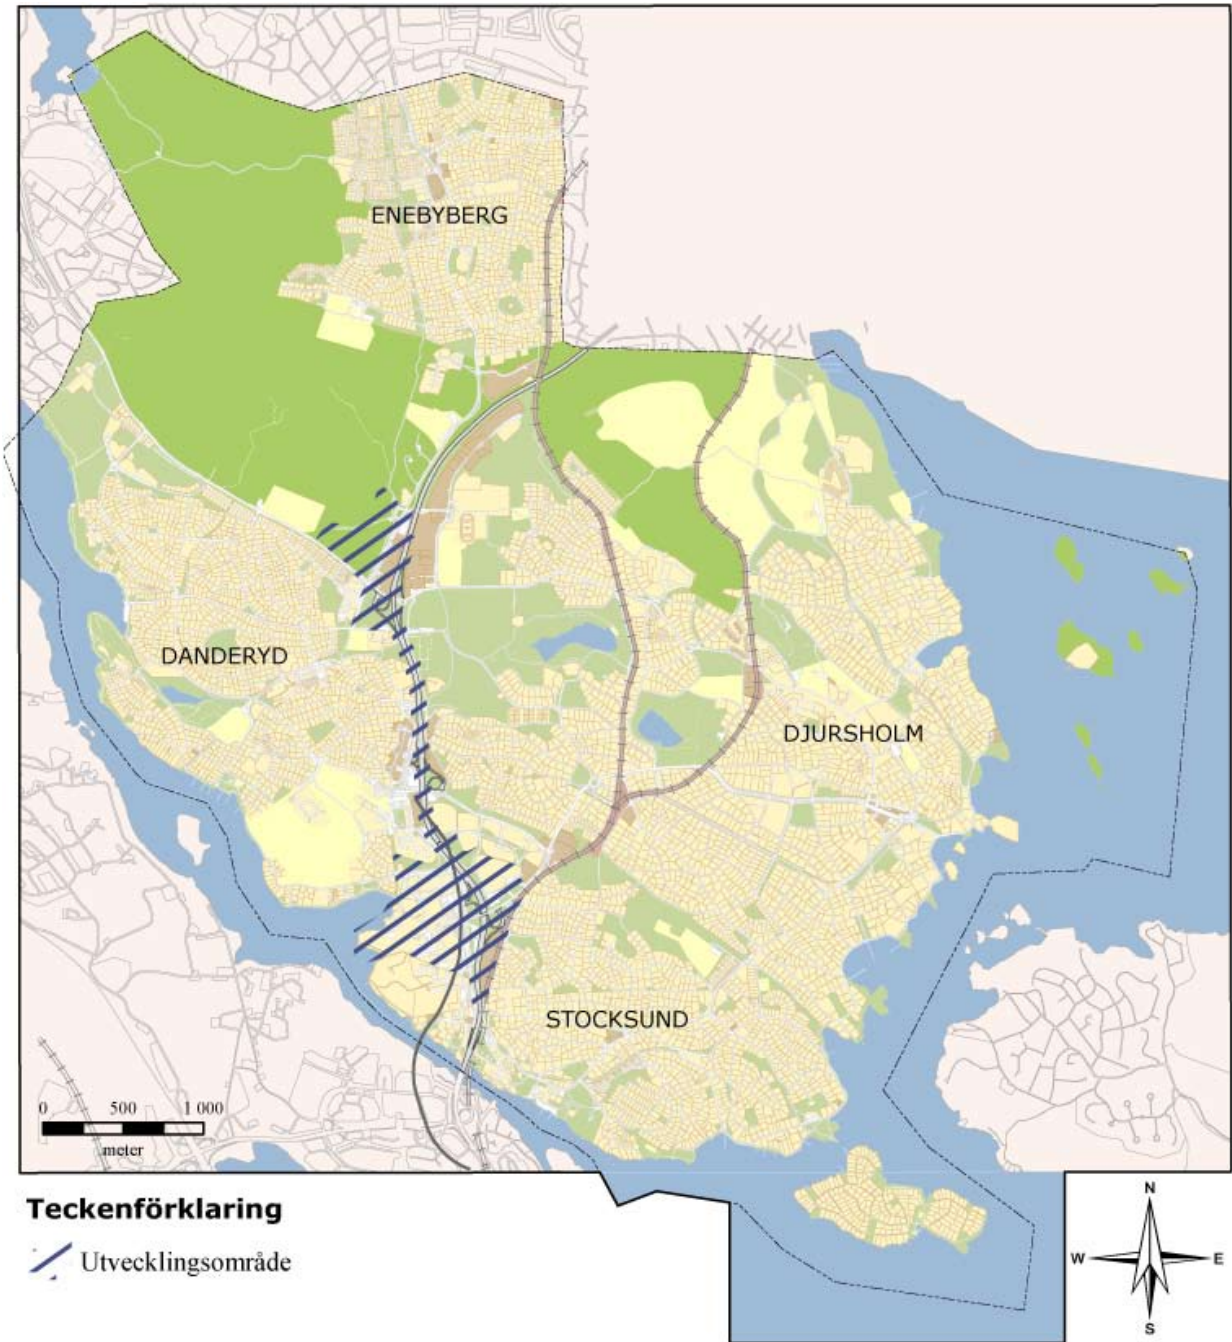 ENEBYBERG
DANDERYD
DJURSHOLM
STOCKSUND
0 500 1 000
meter
Teckenförklaring
Utvecklingsområde
N
W E
S